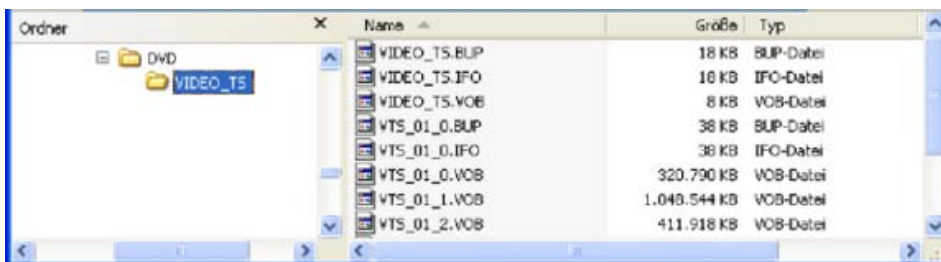 Ordner
Name Größe Typ
DVD
VIDEO_TS
VIDEO_TS.BUP 18 KB BUP-Datei
VIDEO_TS.IFO 18 KB IFO-Datei
VIDEO_TS.VOB 8 KB VOB-Datei
VTS_01_0.BUP 38 KB BUP-Datei
VTS_01_0.IFO 38 KB IFO-Datei
VTS_01_0.VOB 320.790 KB VOB-Datei
VTS_01_1.VOB 1.048.544 KB VOB-Datei
VTS_01_2.VOB 411.918 KB VOB-Datei